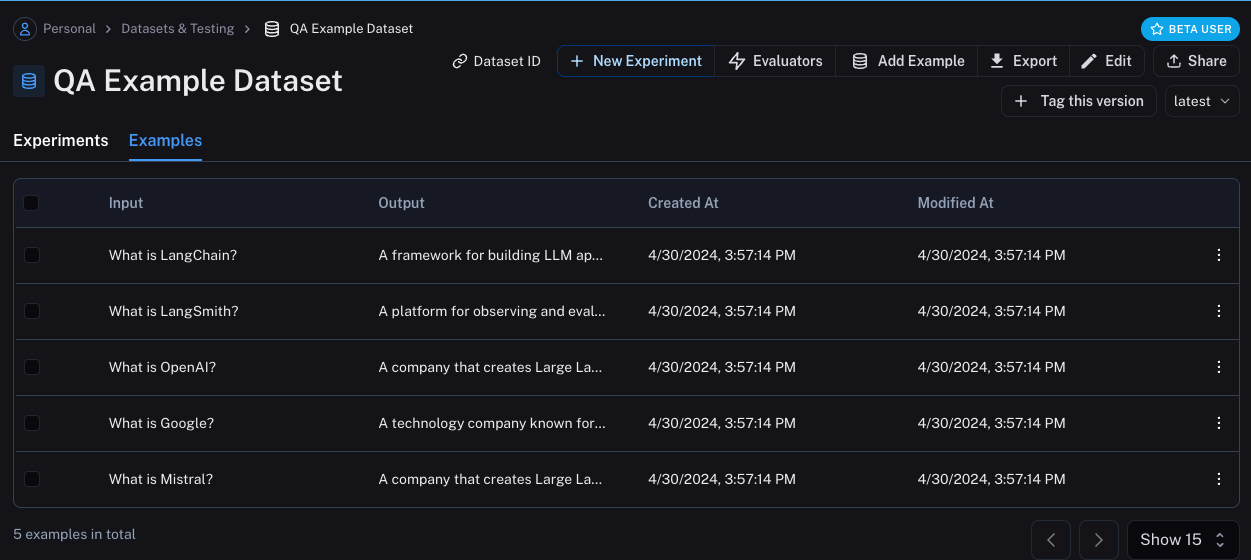 Personal > Datasets & Testing > QA Example Dataset
BETA USER
QA Example Dataset
Dataset ID + New Experiment Evaluators Add Example Export Edit Share
+ Tag this version latest
Experiments Examples
Input Output Created At Modified At
What is LangChain? A framework for building LLM ap... 4/30/2024, 3:57:14 PM 4/30/2024, 3:57:14 PM
What is LangSmith? A platform for observing and eval... 4/30/2024, 3:57:14 PM 4/30/2024, 3:57:14 PM
What is OpenAI? A company that creates Large La... 4/30/2024, 3:57:14 PM 4/30/2024, 3:57:14 PM
What is Google? A technology company known for... 4/30/2024, 3:57:14 PM 4/30/2024, 3:57:14 PM
What is Mistral? A company that creates Large La... 4/30/2024, 3:57:14 PM 4/30/2024, 3:57:14 PM
5 examples in total
Show 15